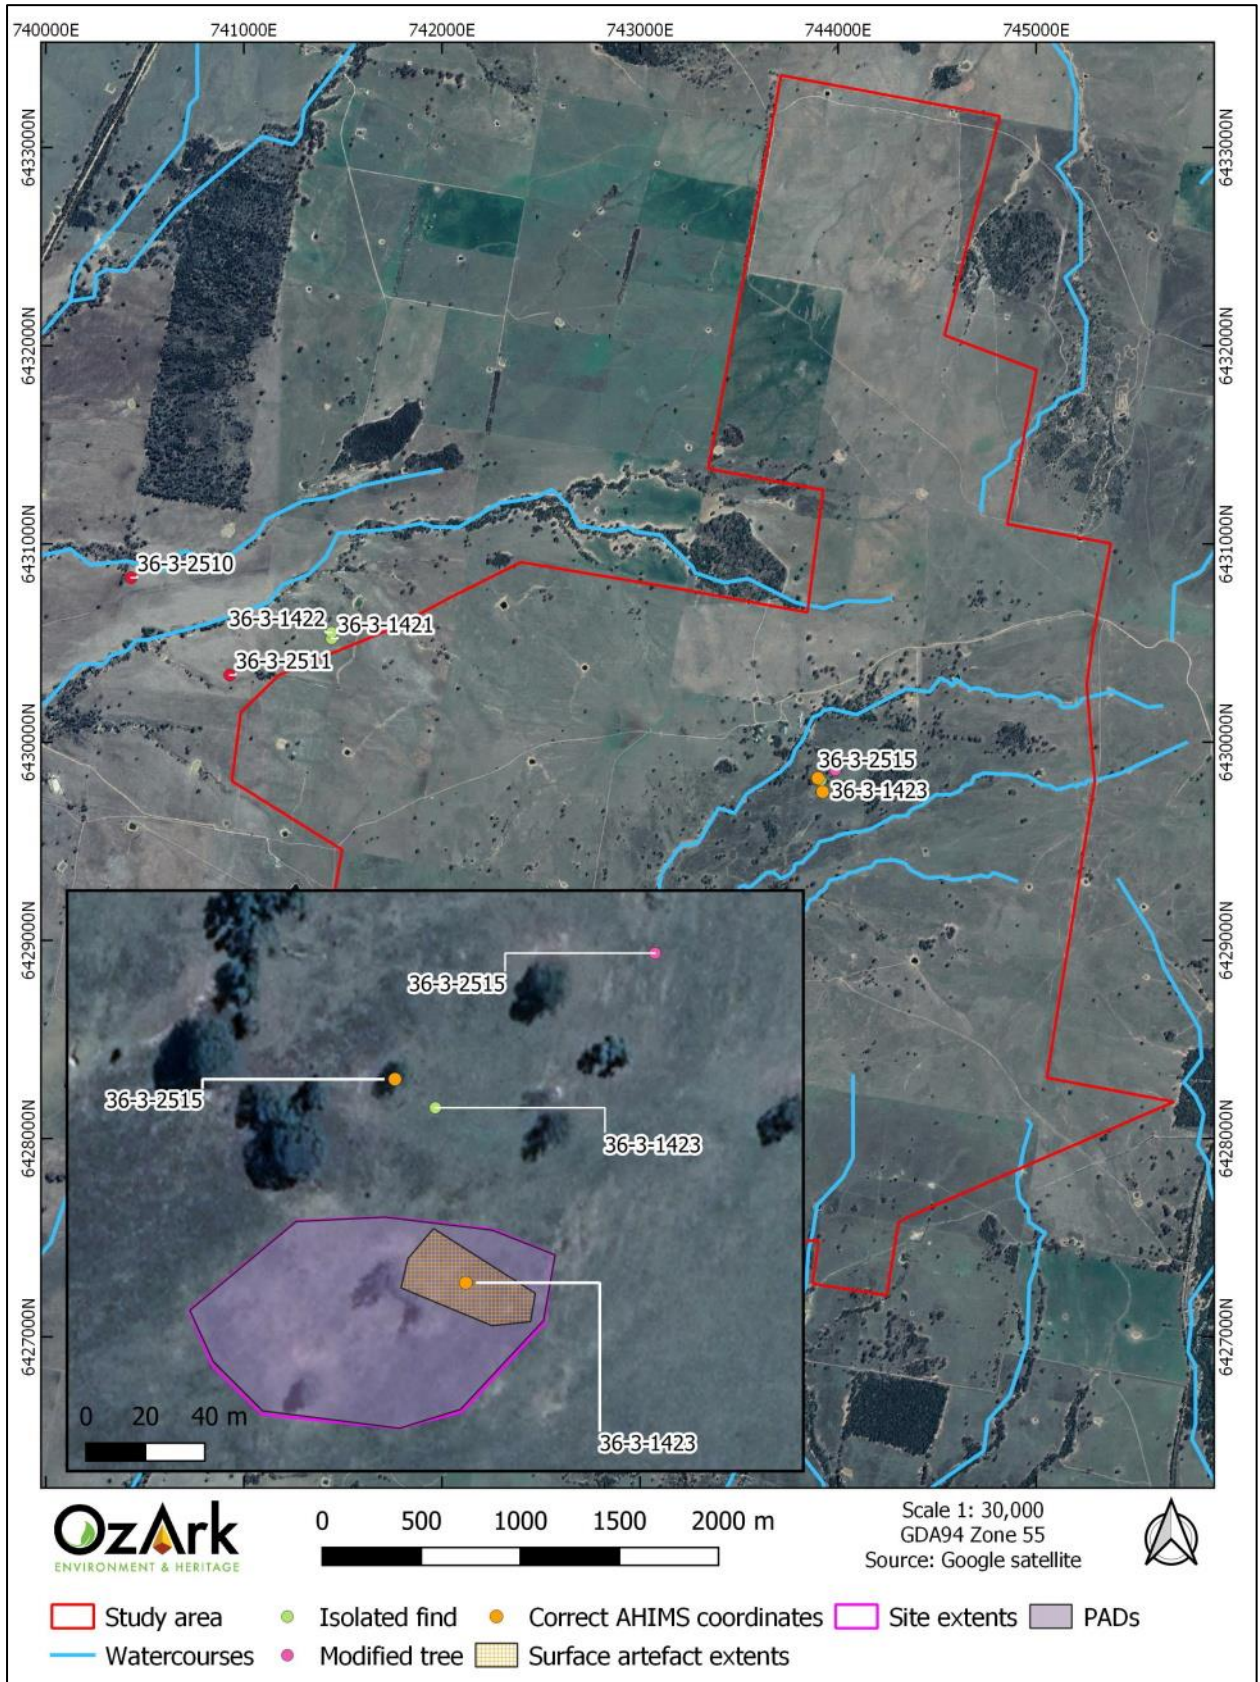 740000E 741000E 742000E 743000E 744000E 745000E
6433000N 6433000N
6432000N 6432000N
6431000N 6431000N
36-3-2510
36-3-1422 36-3-1421
36-3-2511
6430000N 6430000N
36-3-2515
36-3-1423
6429000N 6429000N
36-3-2515
36-3-2515
6428000N 6428000N
36-3-1423
6427000N 6427000N
0 20 40 m
36-3-1423
OzArk
ENVIRONMENT & HERITAGE
0 500 1000 1500 2000 m
Scale 1: 30,000
GDA94 Zone 55
Source: Google satellite
Study area Isolated find Correct AHIMS coordinates Site extents PADs
Watercourses Modified tree Surface artefact extents